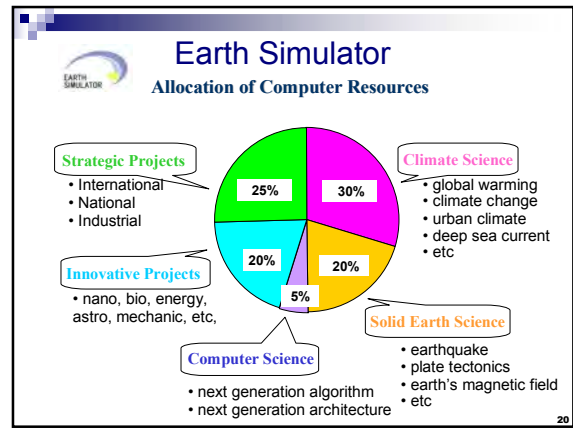 EARTH
SIMULATOR
Earth Simulator
Allocation of Computer Resources
Strategic Projects
• International
• National
• Industrial
25%
30%
Climate Science
• global warming
• climate change
• urban climate
• deep sea current
• etc
Innovative Projects
• nano, bio, energy,
astro, mechanic, etc,
20%
5%
20%
Solid Earth Science
• earthquake
• plate tectonics
• earth's magnetic field
• etc
Computer Science
• next generation algorithm
• next generation architecture
20